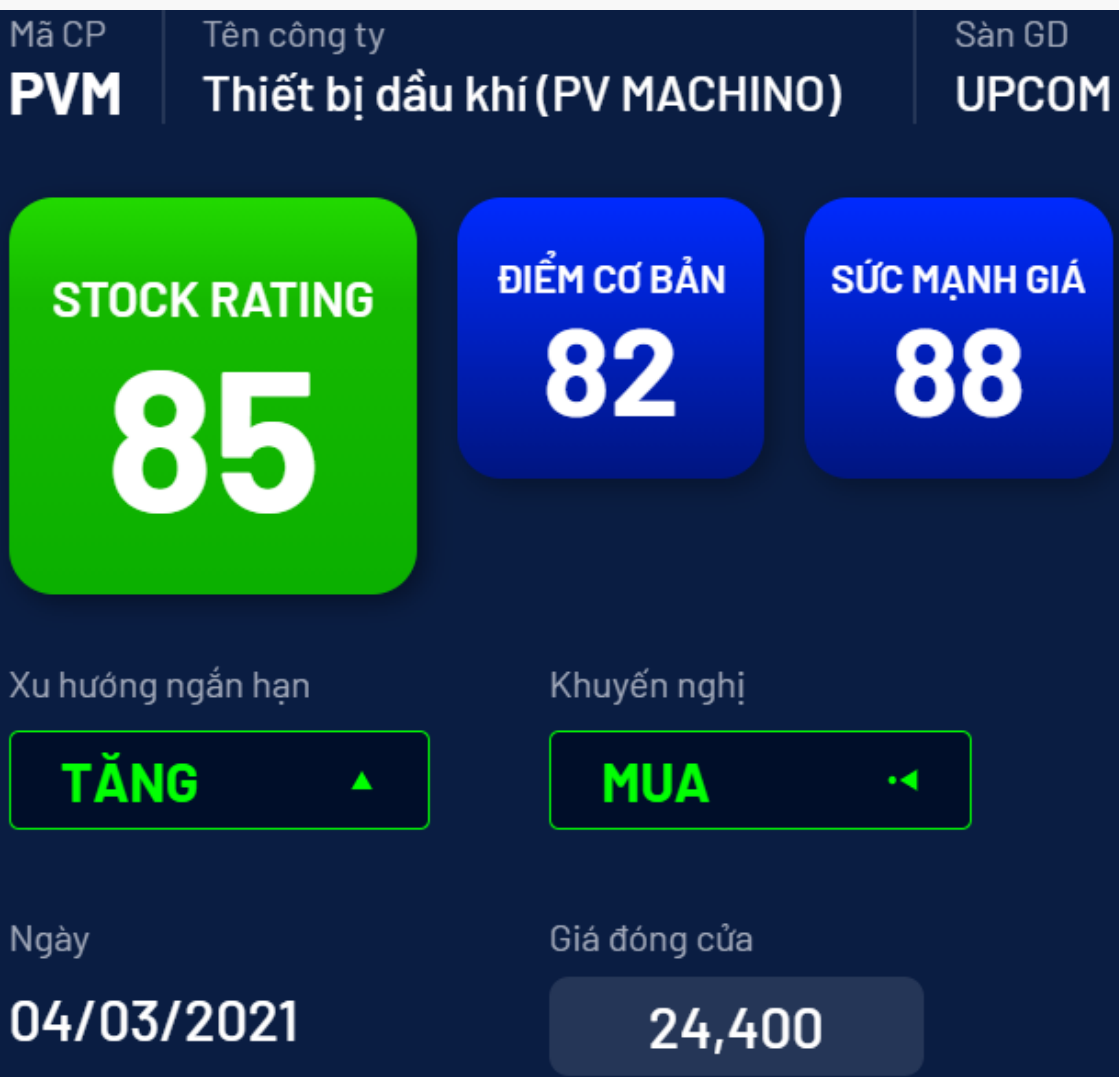 Mã CP Tên công ty Sàn GD
PVM Thiết bị dầu khí (PV MACHINO) UPCOM
STOCK RATING
85
ĐIỂM CƠ BẢN
82
SỨC MẠNH GIÁ
88
Xu hướng ngắn hạn
TĂNG
Khuyến nghị
MUA
Ngày
04/03/2021
Giá đóng cửa
24,400